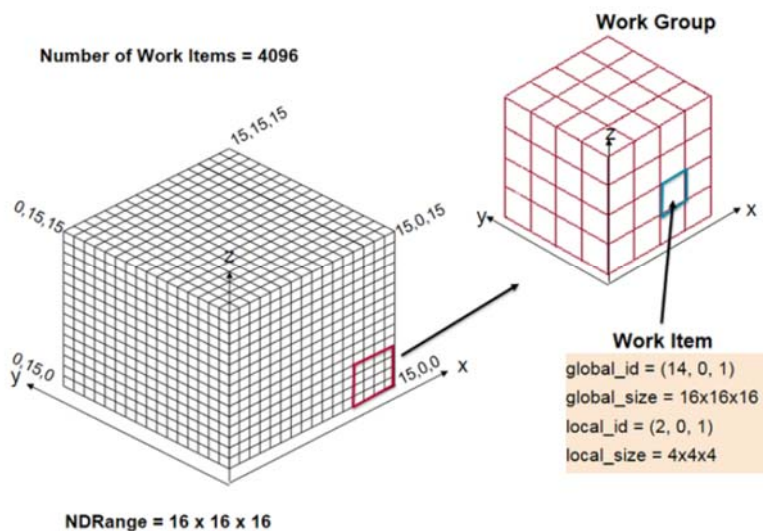 Work Group
Number of Work Items = 4096
15,15,15
0,15,15
15,0,15
z
z
y
x
0,15,0
y
15,0,0
x
Work Item
global_id = (14, 0, 1)
global_size = 16x16x16
local_id = (2, 0, 1)
local_size = 4x4x4
NDRange = 16 x 16 x 16